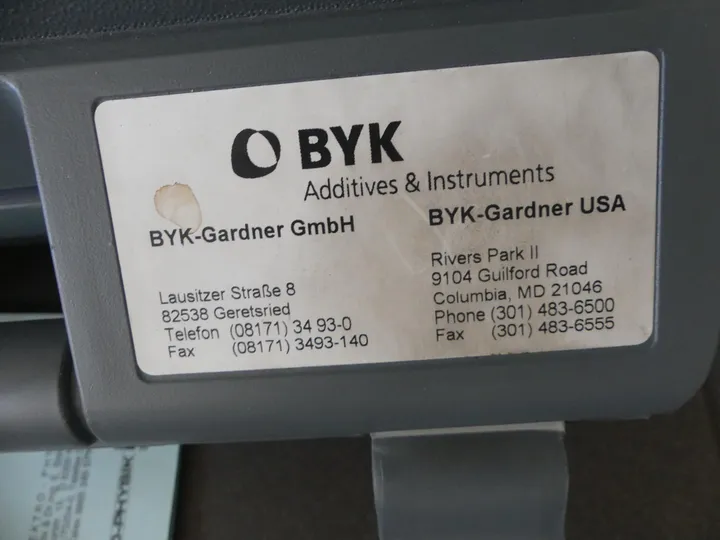 BYK
Additives & Instruments
BYK-Gardner GmbH
Lausitzer Straße 8
82538 Geretsried
Telefon (08171) 34 93-0
Fax (08171) 3493-140
BYK-Gardner USA
Rivers Park II
9104 Guilford Road
Columbia, MD 21046
Phone (301) 483-6500
Fax (301) 483-6555